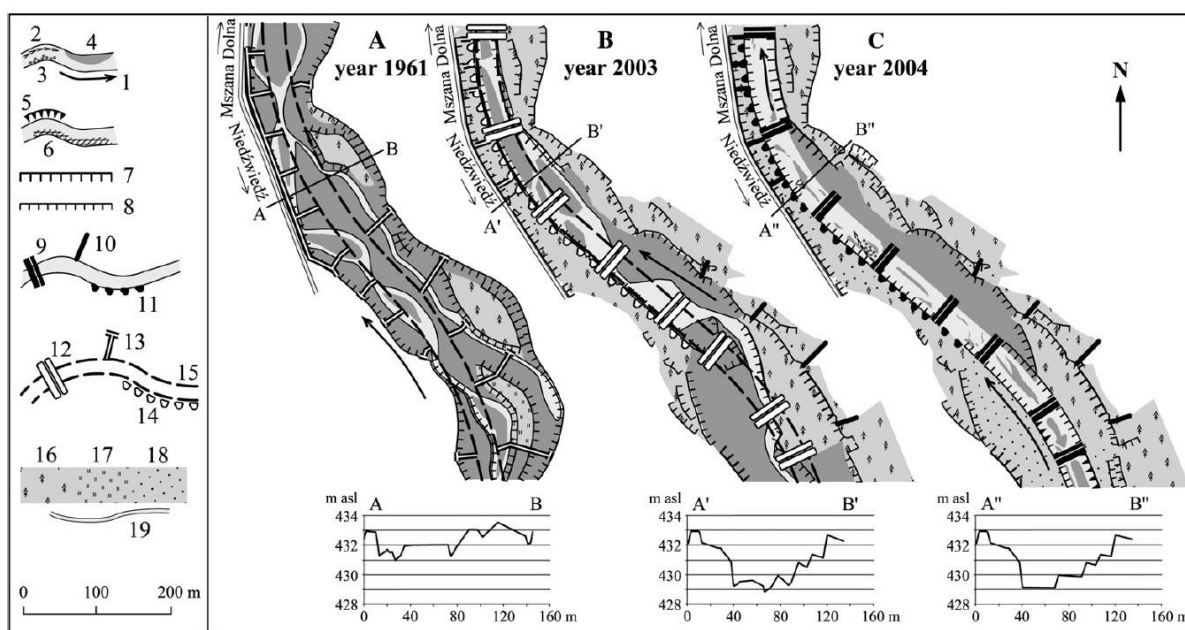 2
4
3
1
5
6
7
8
9
10
11
12
13
15
14
16 17 18
19
0 100 200 m
A
year 1961
Mszana Dolna
Niedźwiedź
A
B
B
year 2003
Mszana Dolna
Niedźwiedź
A'
B'
C
year 2004
Mszana Dolna
Niedźwiedź
A"
B"
N
m asl A B
434
432
430
428
0 40 80 120 160 m
m asl A' B'
434
432
430
428
0 40 80 120 160 m
m asl A" B"
434
432
430
428
0 40 80 120 160 m